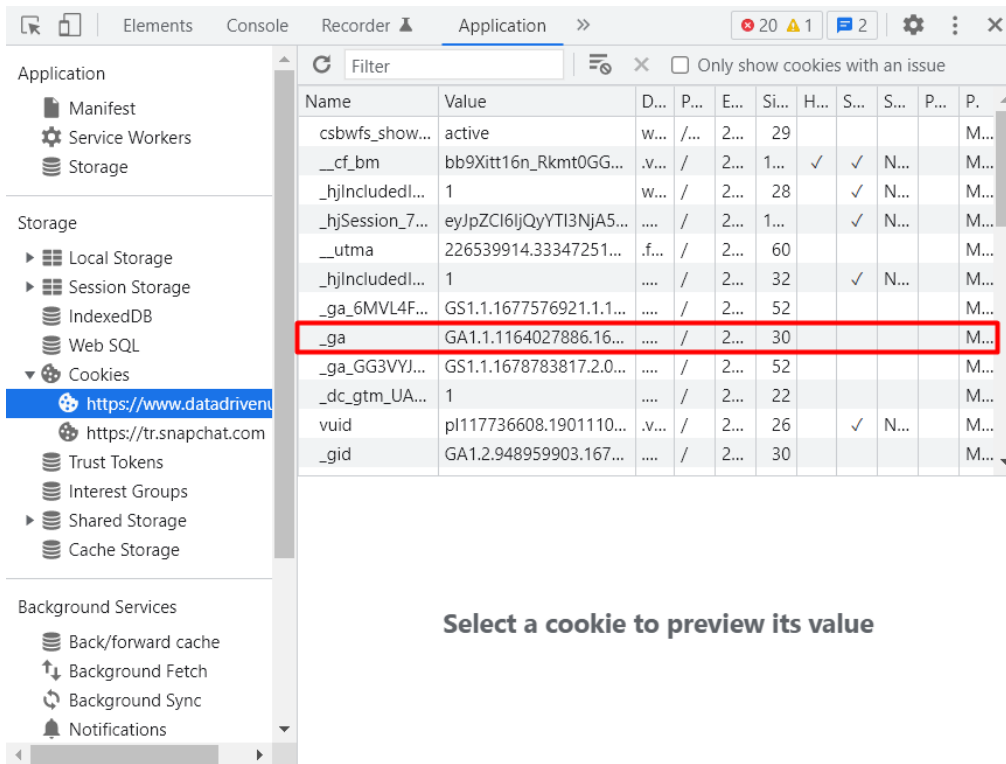 Elements Console Recorder Application 20 1 2
Application
Manifest
Service Workers
Storage
Storage
Local Storage
Session Storage
IndexedDB
Web SQL
Cookies
https://www.datadrivenu
https://tr.snapchat.com
Trust Tokens
Interest Groups
Shared Storage
Cache Storage
Background Services
Back/forward cache
Background Fetch
Background Sync
Notifications
Filter Only show cookies with an issue
Name Value D... P... E... Si... H... S... S... P... P.
csbwfs_show... active w... /... 2... 29 M...
__cf_bm bb9Xitt16n_Rkmt0GG... .v... / 2... 1... ✓ ✓ N... M...
_hjIncludedI... 1 w... / 2... 28 ✓ N... M...
_hjSession_7... eyJpZCI6IjQyYTI3NjA5... .... / 2... 1... ✓ N... M...
__utma 226539914.33347251... .f... / 2... 60 M...
_hjIncludedI... 1 .... / 2... 32 ✓ N... M...
_ga_6MVL4F... GS1.1.1677576921.1.1... .... / 2... 52 M...
_ga GA1.1.1164027886.16... .... / 2... 30 M...
_ga_GG3VYJ... GS1.1.1678783817.2.0... .... / 2... 52 M...
_dc_gtm_UA... 1 .... / 2... 22 M...
vuid pl117736608.1901110... .v... / 2... 26 ✓ N... M...
_gid GA1.2.948959903.167... .... / 2... 30 M...
Select a cookie to preview its value